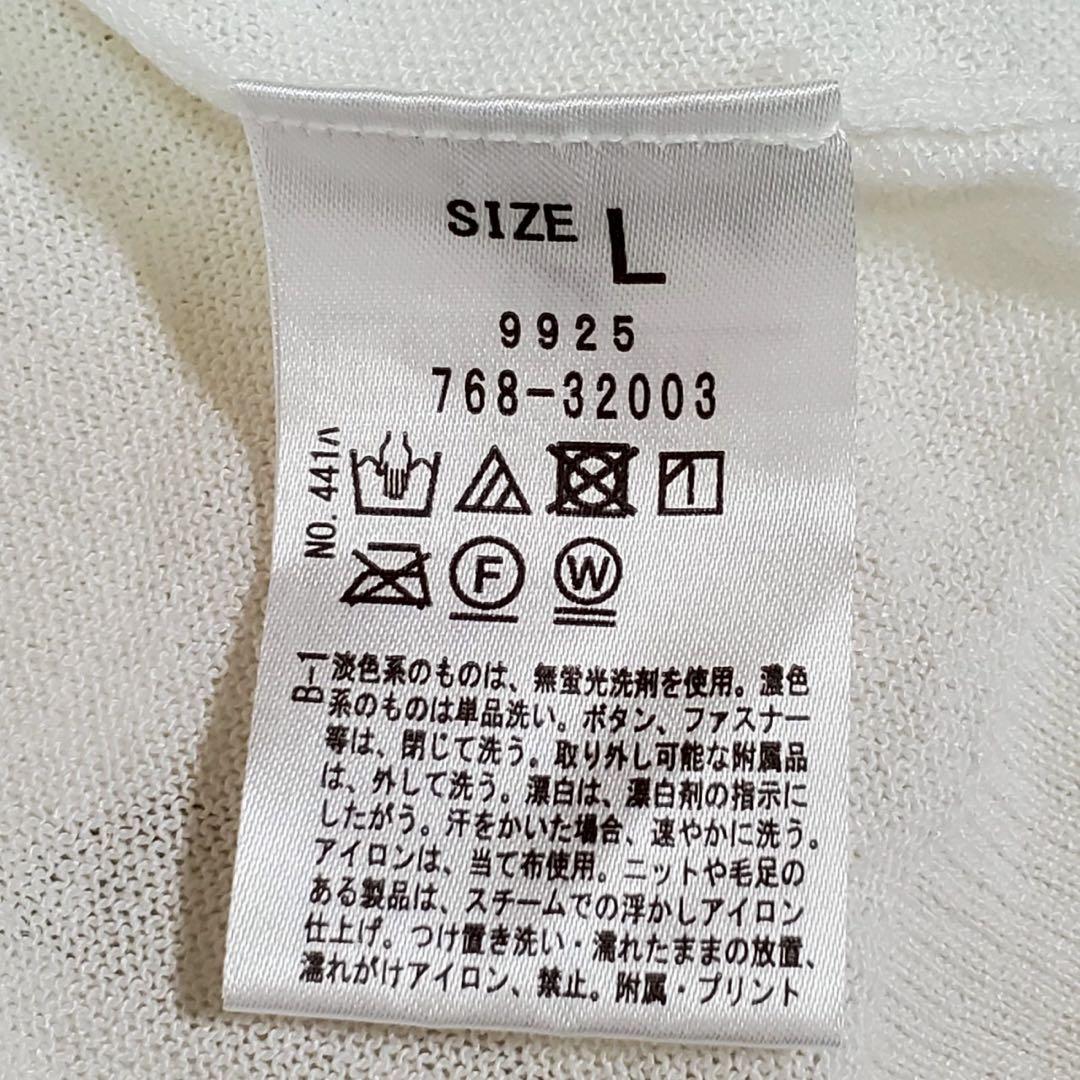 SIZE L
9925
768-32003
NO.441ハ
F W
B-1
淡色系のものは、無蛍光洗剤を使用。濃色
系のものは単品洗い。ボタン、ファスナー
等は、閉じて洗う。取り外し可能な附属品
は、外して洗う。漂白は、漂白剤の指示に
したがう。汗をかいた場合、速やかに洗う。
アイロンは、当て布使用。ニットや毛足の
ある製品は、スチームでの浮かしアイロン
仕上げ。つけ置き洗い・濡れたままの放置、
濡れがけアイロン、禁止。附属・プリント